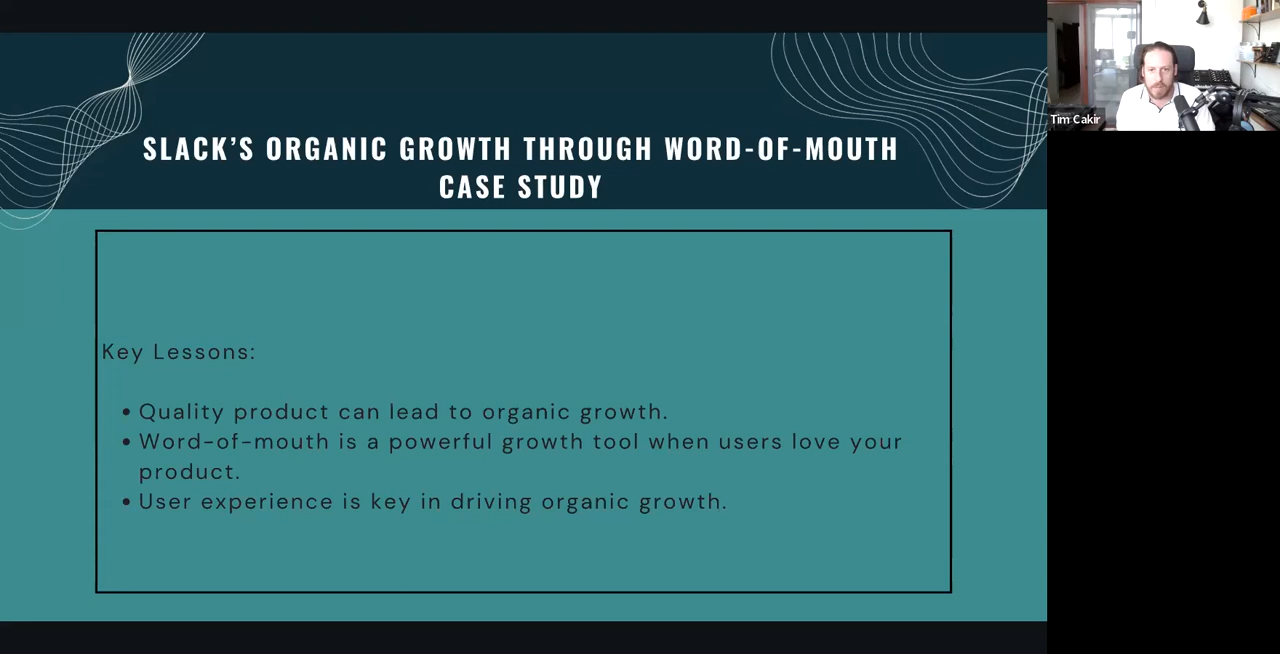 SLACK’S ORGANIC GROWTH THROUGH WORD-OF-MOUTH
CASE STUDY
Tim Cakir
Key Lessons:
• Quality product can lead to organic growth.
• Word-of-mouth is a powerful growth tool when users love your
product.
• User experience is key in driving organic growth.